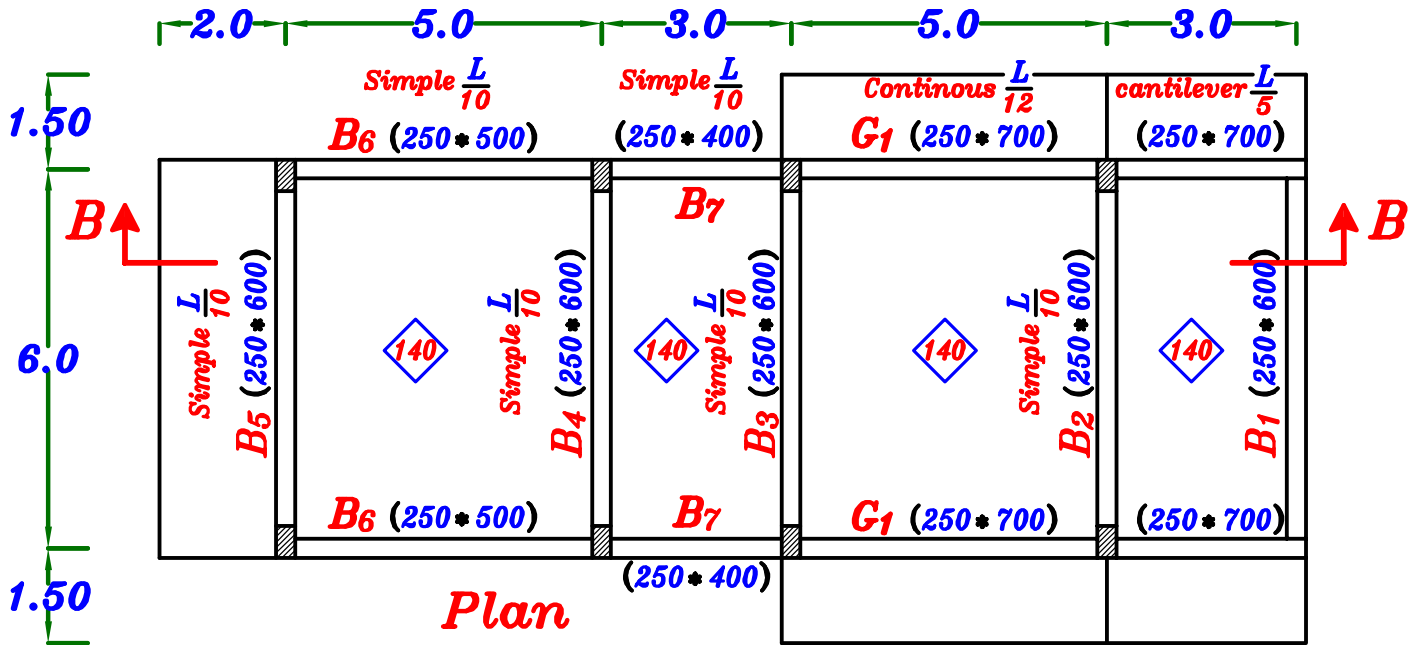 2.0 5.0 3.0 5.0 3.0
Simple L/10 Simple L/10 Continous L/12 cantilever L/5
1.50 B6 (250*500) (250*400) G1 (250*700) (250*700)
B7
B B
6.0
Simple L/10 B5 (250*600)
140
Simple L/10 B4 (250*600)
140
Simple L/10 B3 (250*600)
140
Simple L/10 B2 (250*600)
140
B1 (250*600)
B6 (250*500) B7 G1 (250*700) (250*700)
1.50 (250*400)
Plan